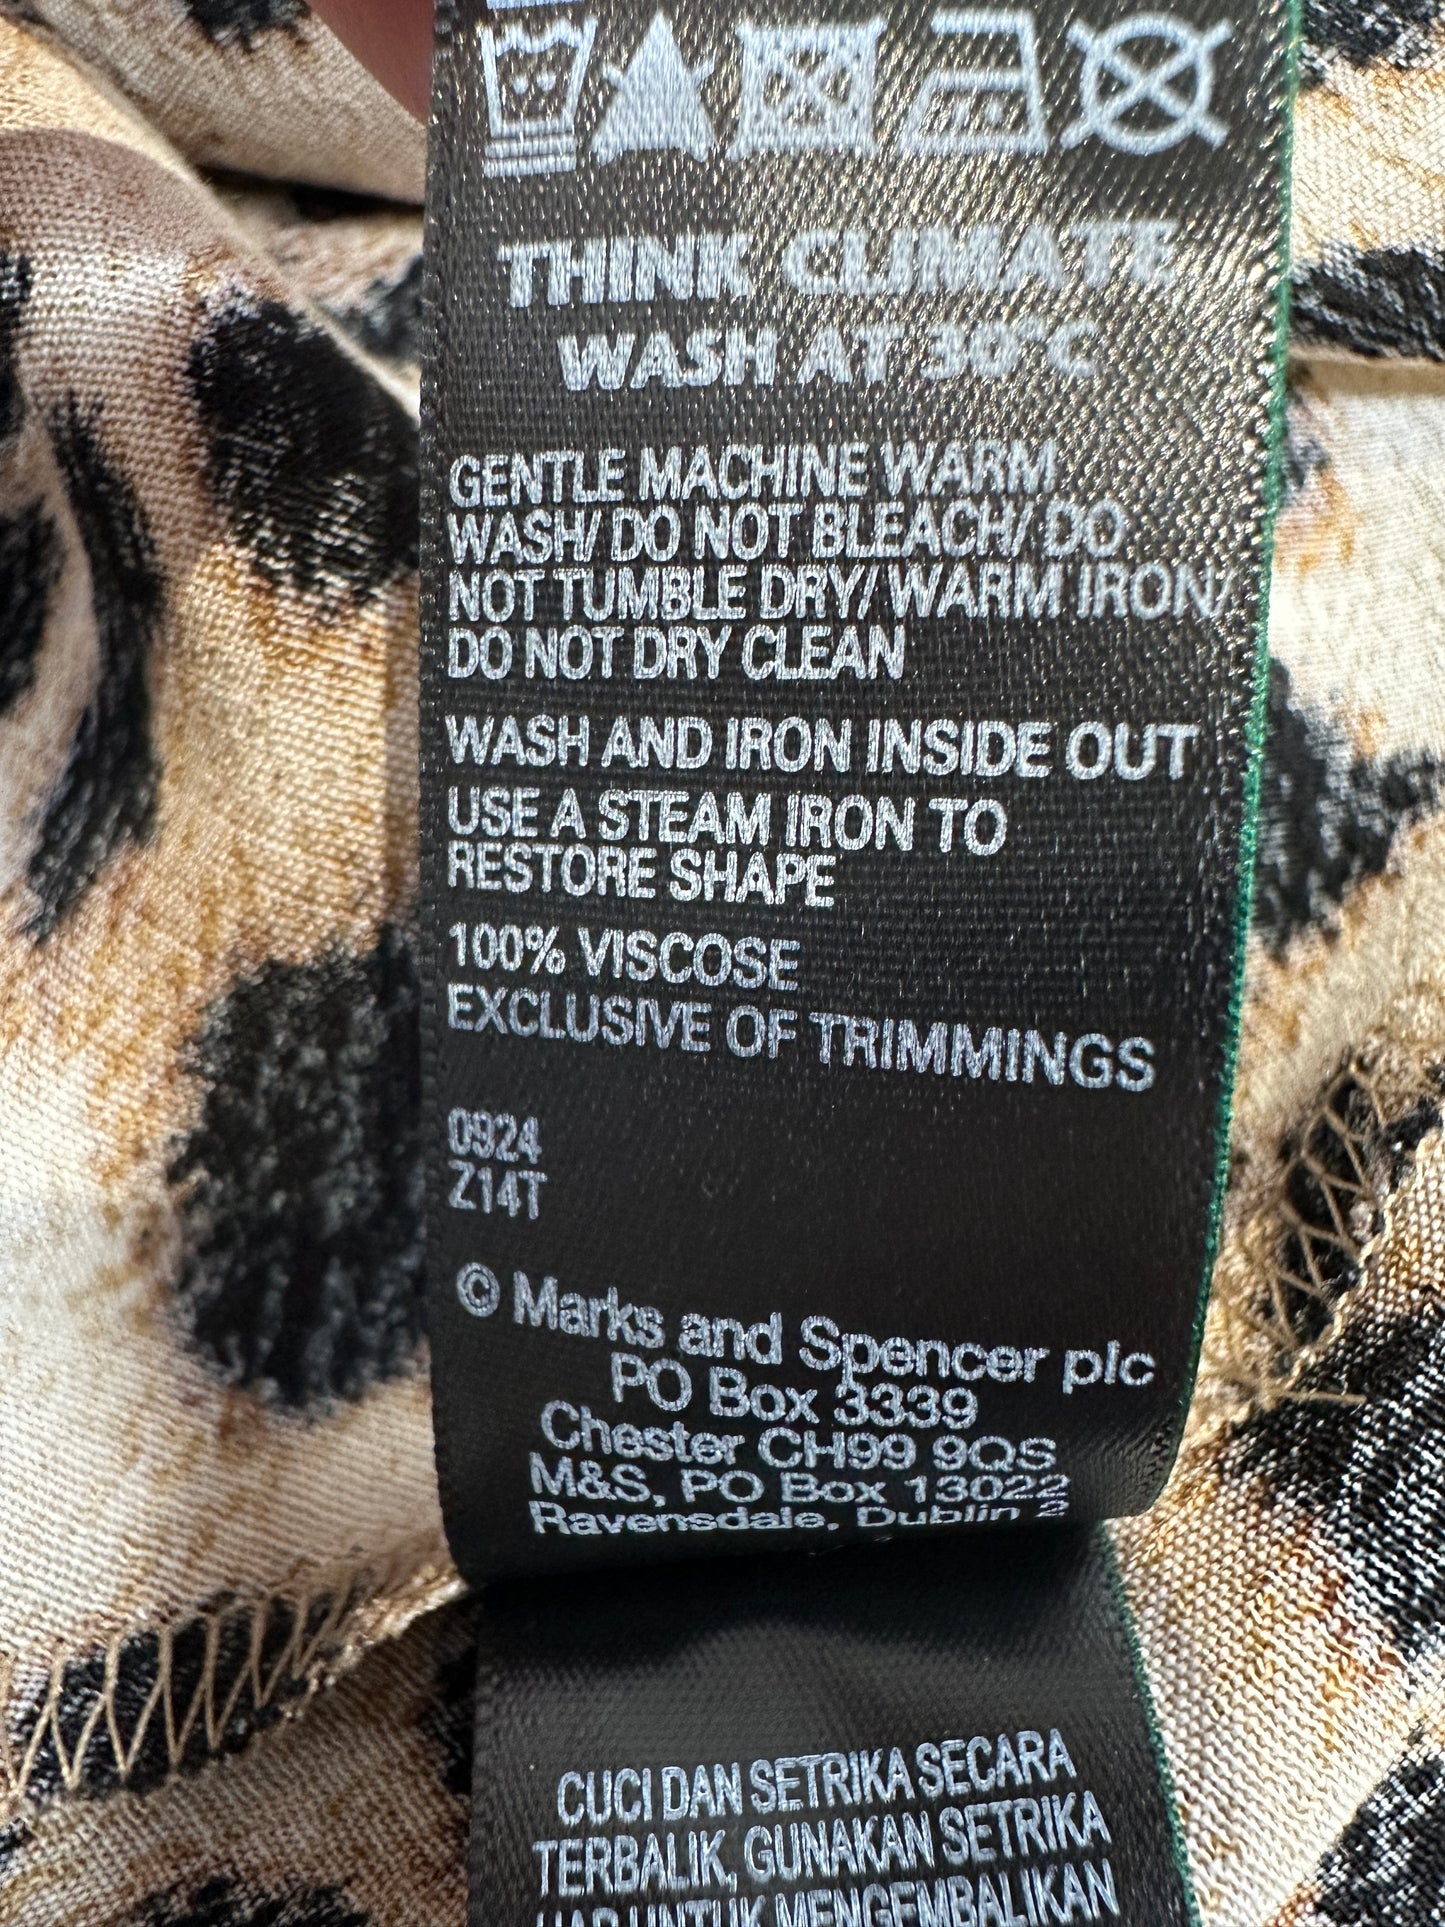 THINK CLIMATE
WASH AT 30°C
GENTLE MACHINE WARM
WASH/ DO NOT BLEACH/ DO
NOT TUMBLE DRY/ WARM IRON/
DO NOT DRY CLEAN
WASH AND IRON INSIDE OUT
USE A STEAM IRON TO
RESTORE SHAPE
100% VISCOSE
EXCLUSIVE OF TRIMMINGS
0924
Z14T
© Marks and Spencer plc
PO Box 3339
Chester CH99 9QS
M&S, PO Box 13022
Ravensdale, Dublin 2
CUCI DAN SETRIKA SECARA
TERBALIK, GUNAKAN SETRIKA
UAP UNTUK MENGEMBALIKAN